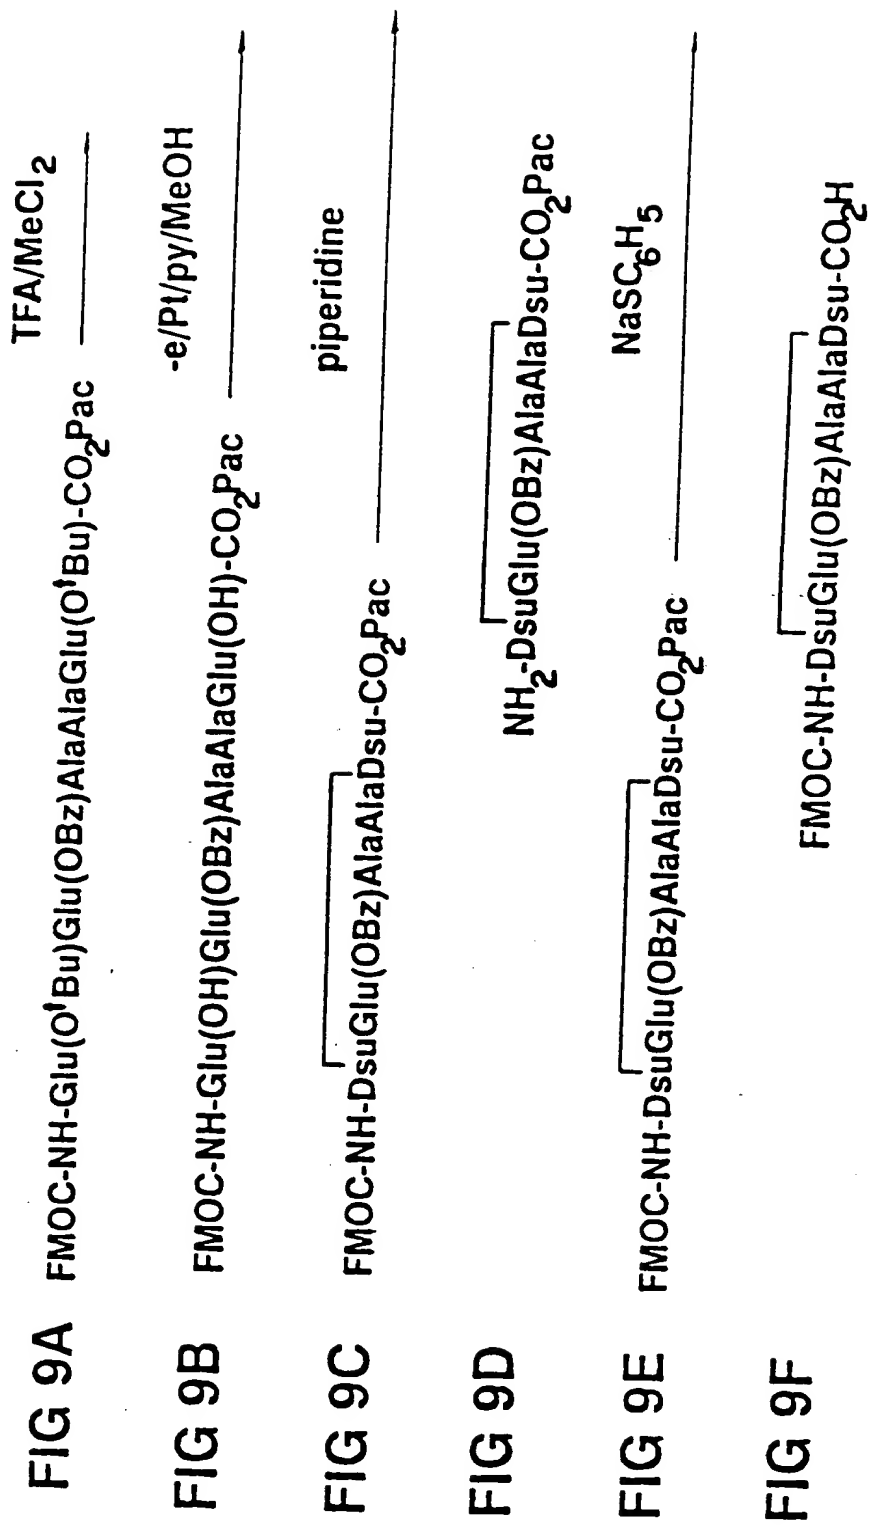 FIG 9A FMOC-NH-Glu(OᵗBu)Glu(OBz)AlaAlaGlu(OᵗBu)-CO₂Pac TFA/MeCl₂
FIG 9B FMOC-NH-Glu(OH)Glu(OBz)AlaAlaGlu(OH)-CO₂Pac -e/Pt/py/MeOH
FIG 9C FMOC-NH-DsuGlu(OBz)AlaAlaDsu-CO₂Pac piperidine
FIG 9D NH₂-DsuGlu(OBz)AlaAlaDsu-CO₂Pac
FIG 9E FMOC-NH-DsuGlu(OBz)AlaAlaDsu-CO₂Pac NaSC₆H₅
FIG 9F FMOC-NH-DsuGlu(OBz)AlaAlaDsu-CO₂H